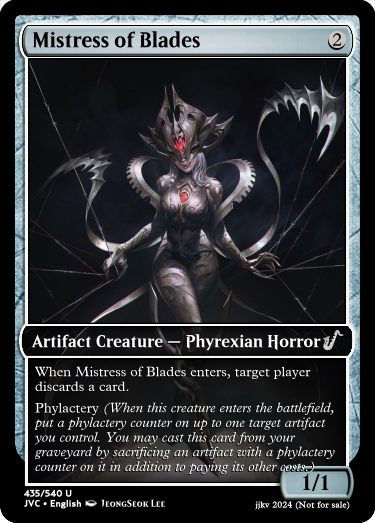 Mistress of Blades 2
Artifact Creature — Phyrexian Horror
When Mistress of Blades enters, target player
discards a card.
Phylactery (When this creature enters the battlefield,
put a phylactery counter on up to one target artifact
you control. You may cast this card from your
graveyard by sacrificing an artifact with a phylactery
counter on it in addition to paying its other costs.)
1/1
435/540 U
JVC • English JeongSeok Lee
jjkv 2024 (Not for sale)